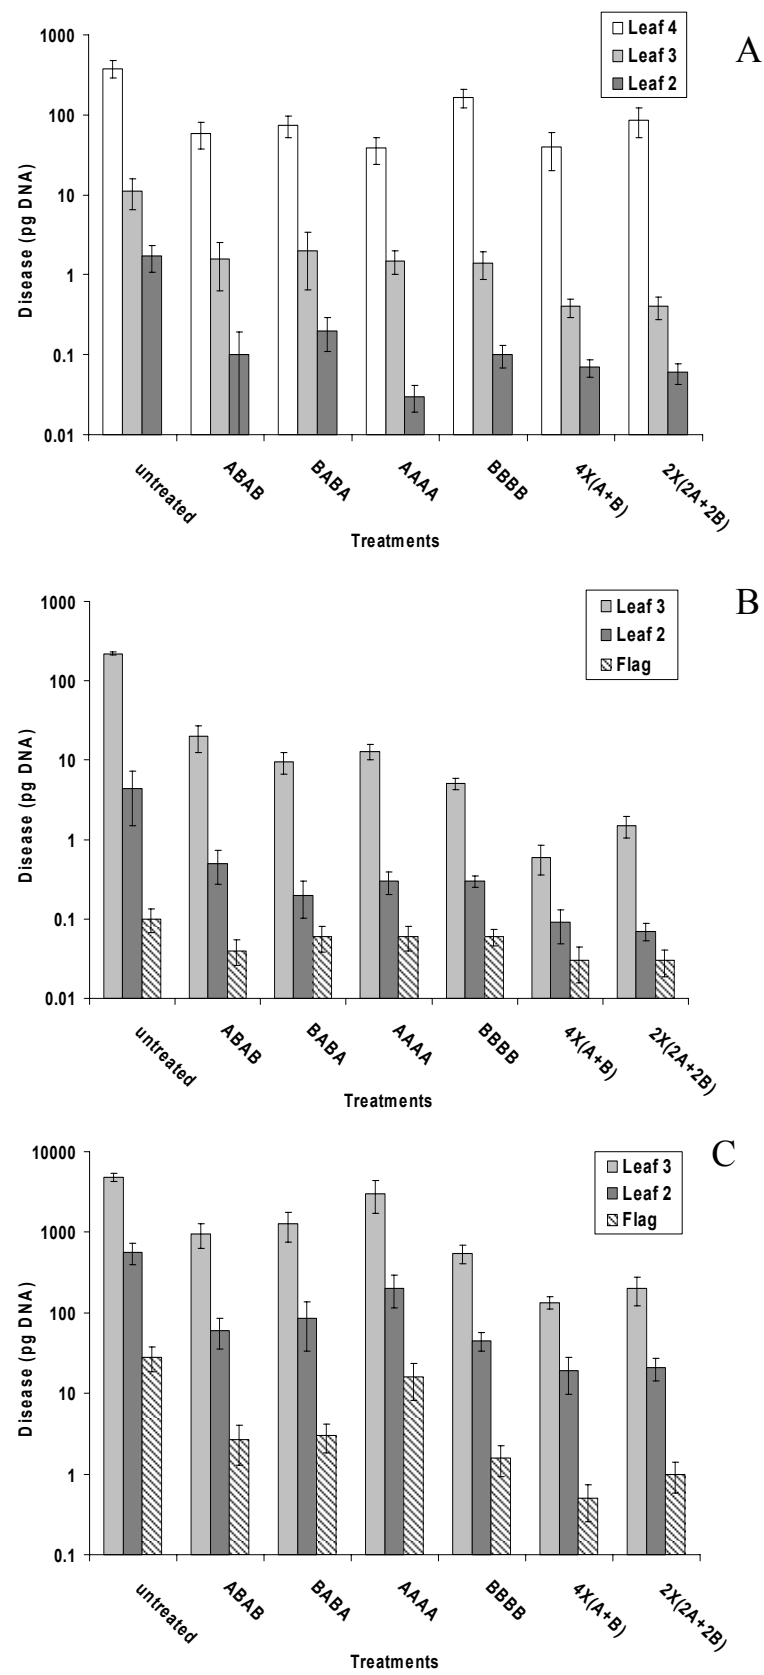 A
Leaf 4
Leaf 3
Leaf 2
1000
100
10
1
0.1
0.01
Disease (pg DNA)
untreated
ABAB
BABA
AAAA
BBBB
4X(A+B)
2X(2A+2B)
Treatments
B
Leaf 3
Leaf 2
Flag
1000
100
10
1
0.1
0.01
Disease (pg DNA)
untreated
ABAB
BABA
AAAA
BBBB
4X(A+B)
2X(2A+2B)
Treatments
C
Leaf 3
Leaf 2
Flag
10000
1000
100
10
1
0.1
Disease (pg DNA)
untreated
ABAB
BABA
AAAA
BBBB
4X(A+B)
2X(2A+2B)
Treatments